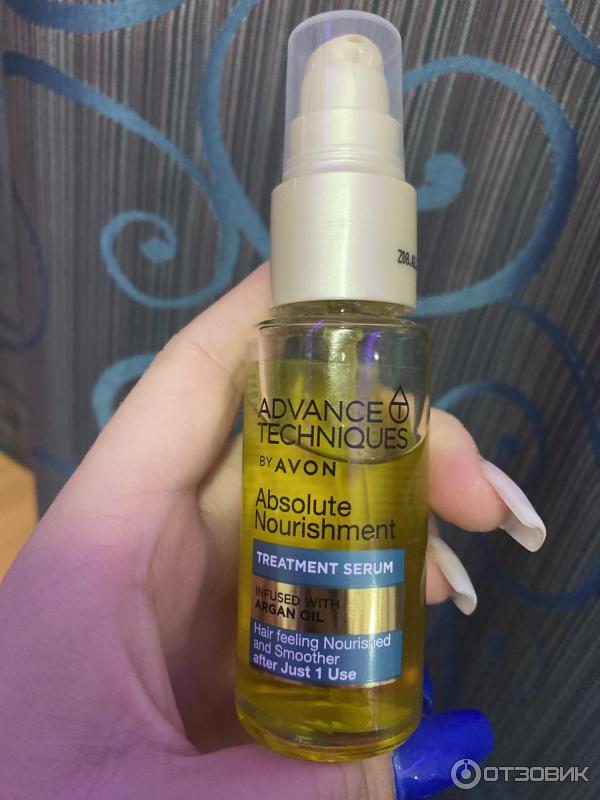 ADVANCE
TECHNIQUES
BY AVON
Absolute
Nourishment
TREATMENT SERUM
INFUSED WITH
ARGAN OIL
Hair feeling Nourished
and Smoother
after Just 1 Use
ОТЗОВИК